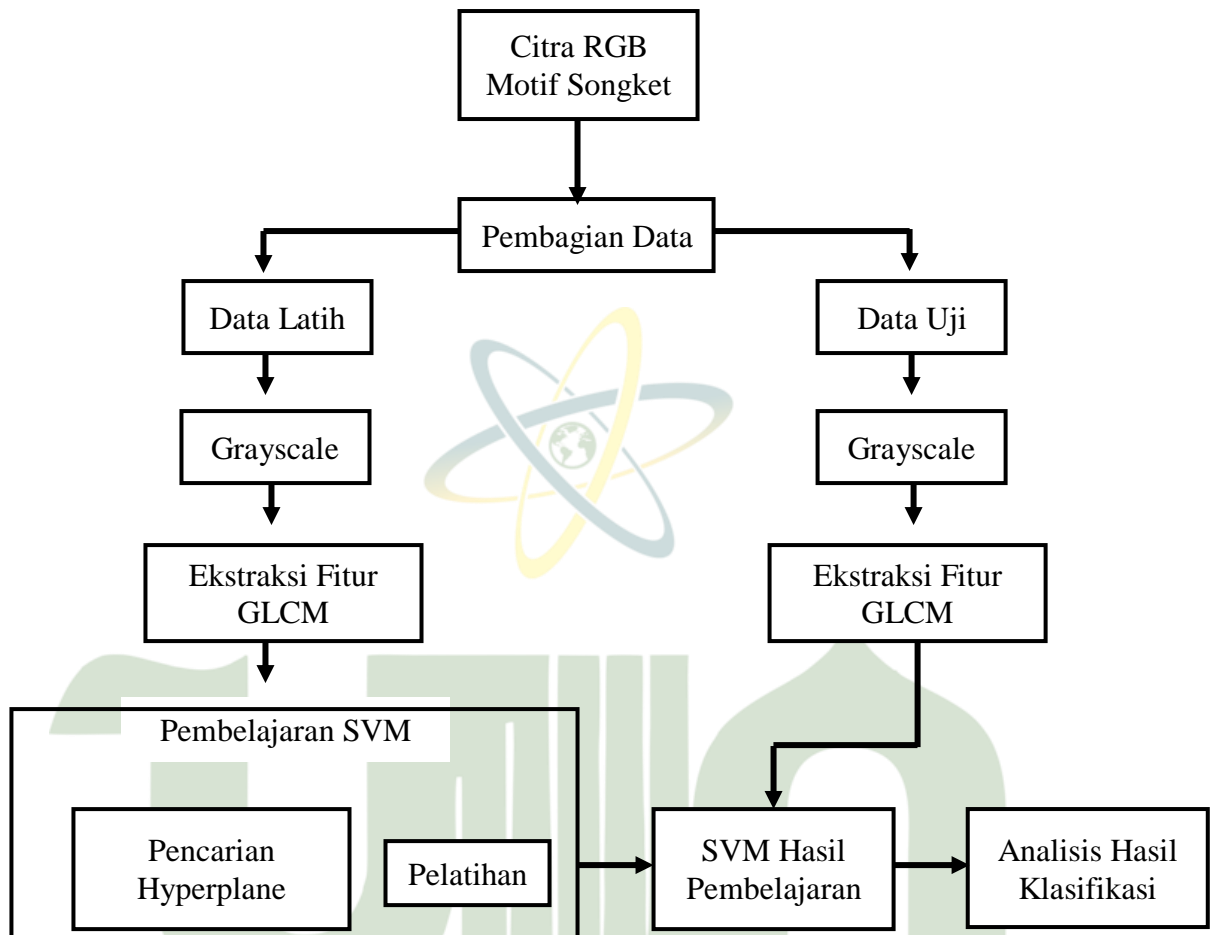 Citra RGB
Motif Songket
Pembagian Data
Data Latih
Data Uji
Grayscale
Grayscale
Ekstraksi Fitur
GLCM
Ekstraksi Fitur
GLCM
Pembelajaran SVM
Pencarian
Hyperplane
Pelatihan
SVM Hasil
Pembelajaran
Analisis Hasil
Klasifikasi